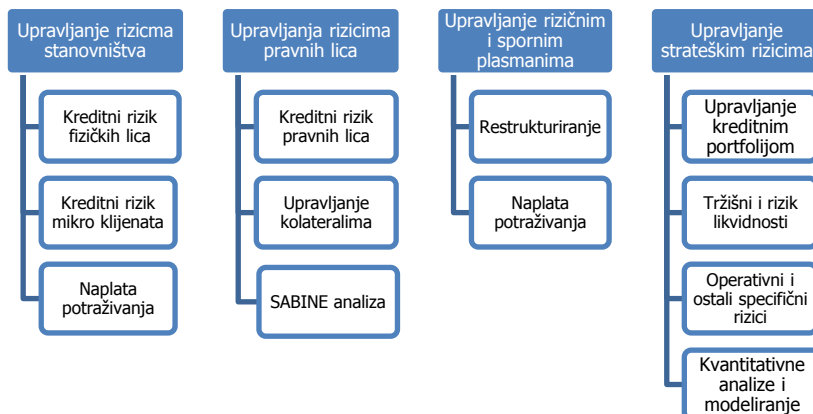 Upravljanje rizicma
stanovništva
Kreditni rizik
fizičkih lica
Kreditni rizik
mikro klijenata
Naplata
potraživanja
Upravljanja rizicima
pravnih lica
Kreditni rizik
pravnih lica
Upravljanje
kolateralima
SABINE analiza
Upravljanje rizičnim
i spornim
plasmanima
Restrukturiranje
Naplata
potraživanja
Upravljanje
strateškim rizicima
Upravljanje
kreditnim
portfolijom
Tržišni i rizik
likvidnosti
Operativni i
ostali specifični
rizici
Kvantitativne
analize i
modeliranje